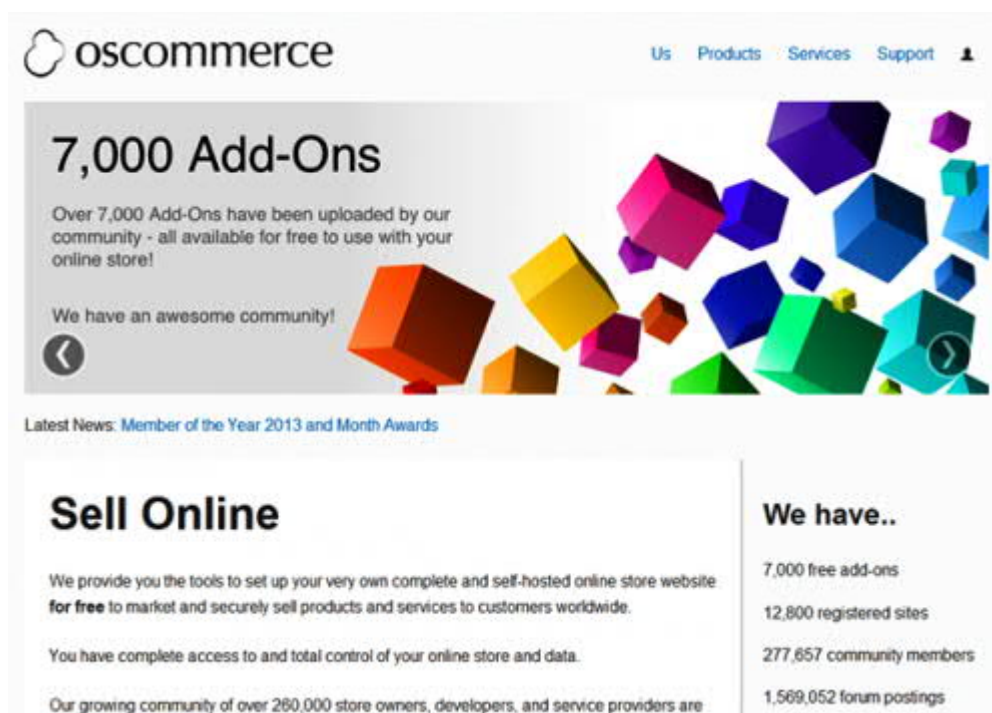 oscommerce
Us Products Services Support
7,000 Add-Ons
Over 7,000 Add-Ons have been uploaded by our
community - all available for free to use with your
online store!
We have an awesome community!
Latest News: Member of the Year 2013 and Month Awards
Sell Online
We provide you the tools to set up your very own complete and self-hosted online store website
for free to market and securely sell products and services to customers worldwide.
You have complete access to and total control of your online store and data.
Our growing community of over 260,000 store owners, developers, and service providers are
We have..
7,000 free add-ons
12,800 registered sites
277,657 community members
1,569,052 forum postings